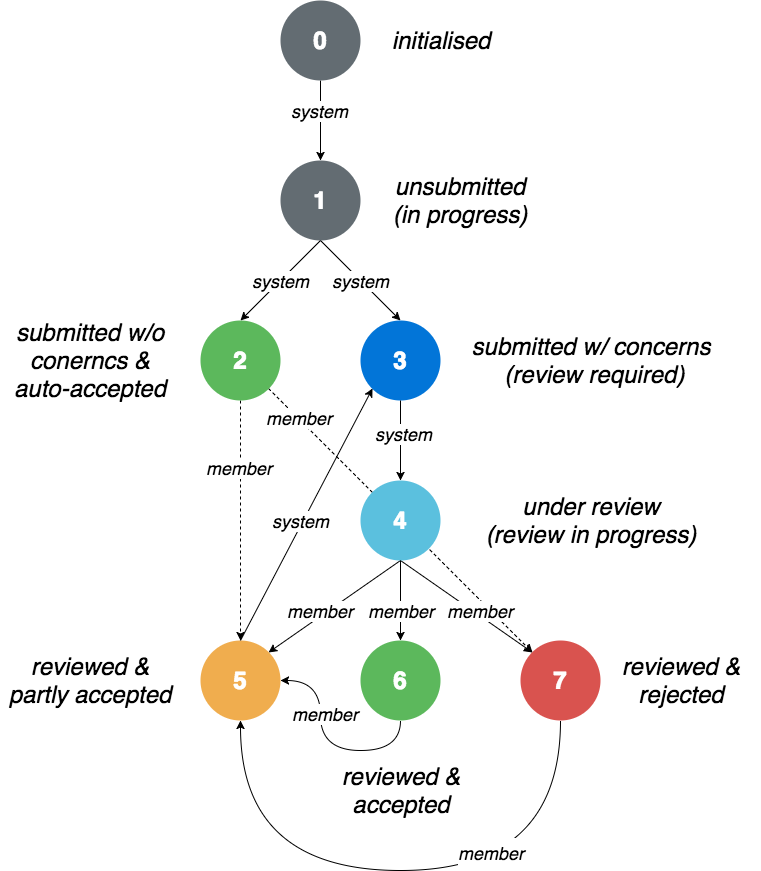 0
initialised
system
1
unsubmitted
(in progress)
system
system
submitted w/o
conerncs &
auto-accepted
2
3
submitted w/ concerns
(review required)
member
system
member
4
under review
(review in progress)
system
member
member
member
reviewed &
partly accepted
5
6
7
reviewed &
rejected
member
reviewed &
accepted
member